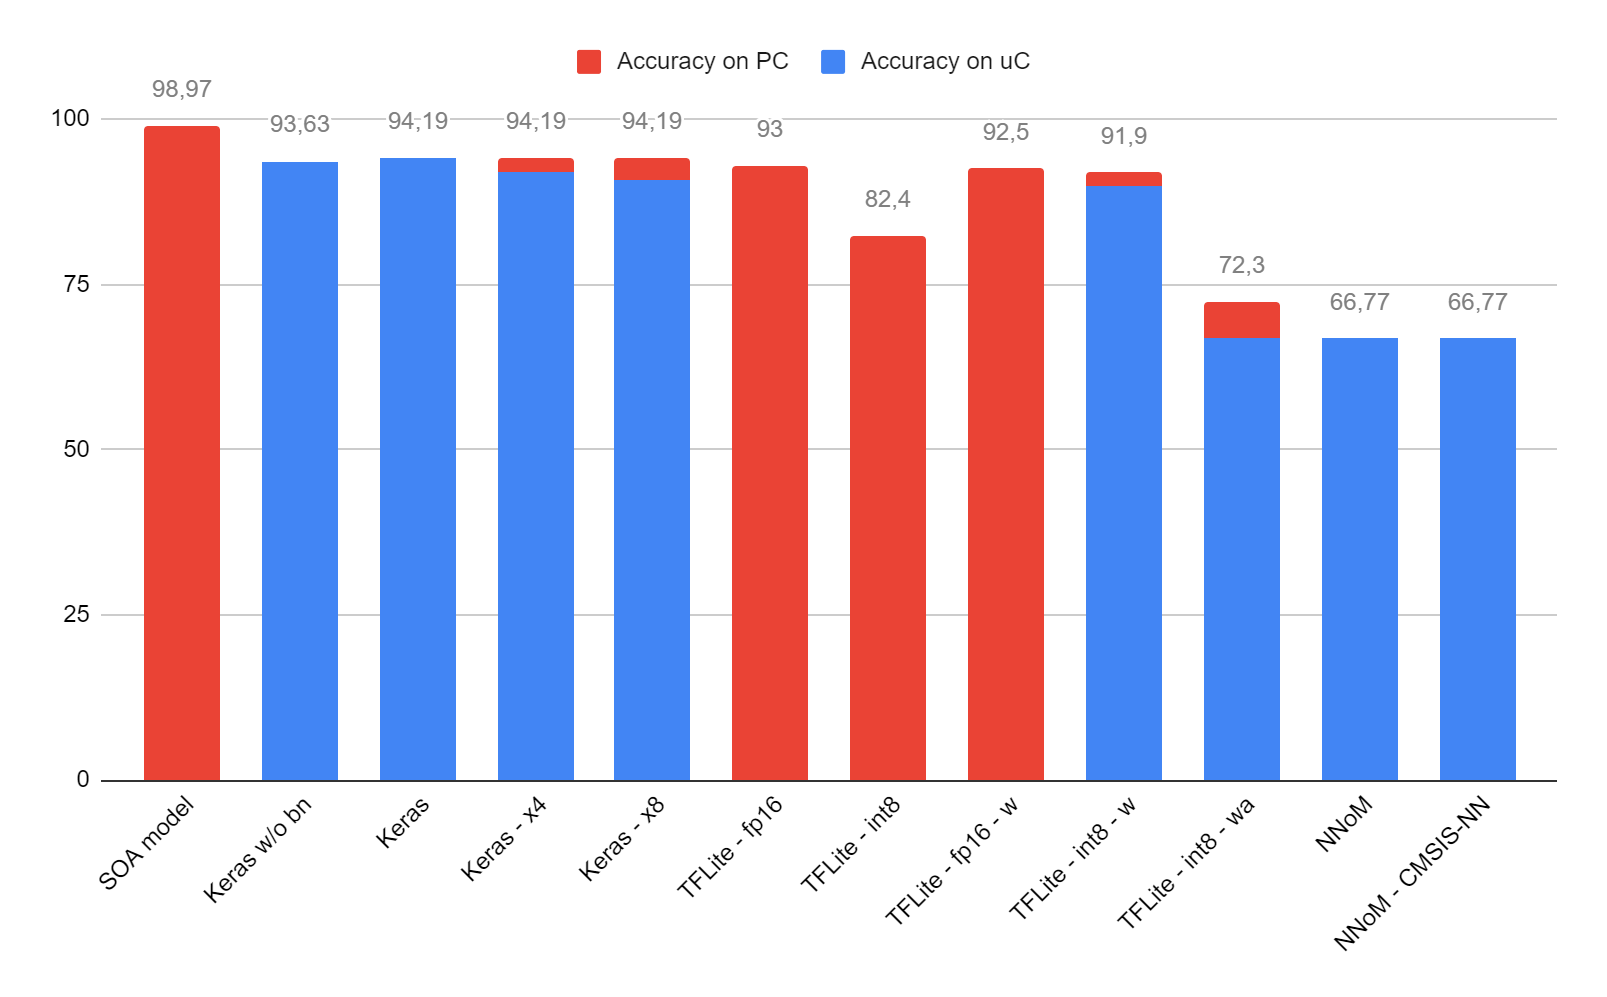 Accuracy on PC Accuracy on uC
98,97
93,63
94,19
94,19
94,19
93
82,4
92,5
91,9
72,3
66,77
66,77
100
75
50
25
0
SOA model
Keras w/o bn
Keras
Keras - x4
Keras - x8
TFLite - fp16
TFLite - int8
TFLite - fp16 - w
TFLite - int8 - w
TFLite - int8 - wa
NNoM
NNoM - CMSIS-NN